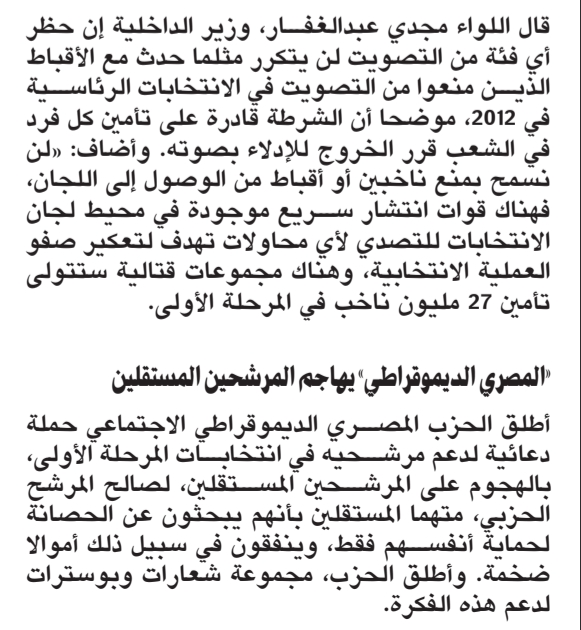 قال اللواء مجدي عبدالغفار، وزير الداخلية إن حظر
أي فئة من التصويت لن يتكرر مثلما حدث مع الأقباط
الذين منعوا من التصويت في الانتخابات الرئاسية
في 2012، موضحا أن الشرطة قادرة على تأمين كل فرد
في الشعب قرر الخروج للإدلاء بصوته. وأضاف: «لن
نسمح بمنع ناخبين أو أقباط من الوصول إلى اللجان،
فهناك قوات انتشار سريع موجودة في محيط لجان
الانتخابات للتصدي لأي محاولات تهدف لتعكير صفو
العملية الانتخابية، وهناك مجموعات قتالية ستتولى
تأمين 27 مليون ناخب في المرحلة الأولى.
«المصري الديموقراطي» يهاجم المرشحين المستقلين
أطلق الحزب المصري الديموقراطي الاجتماعي حملة
دعائية لدعم مرشحيه في انتخابات المرحلة الأولى،
بالهجوم على المرشحين المستقلين، لصالح المرشح
الحزبي، متهما المستقلين بأنهم يبحثون عن الحصانة
لحماية أنفسهم فقط، وينفقون في سبيل ذلك أموالا
ضخمة. وأطلق الحزب، مجموعة شعارات وبوسترات
لدعم هذه الفكرة.